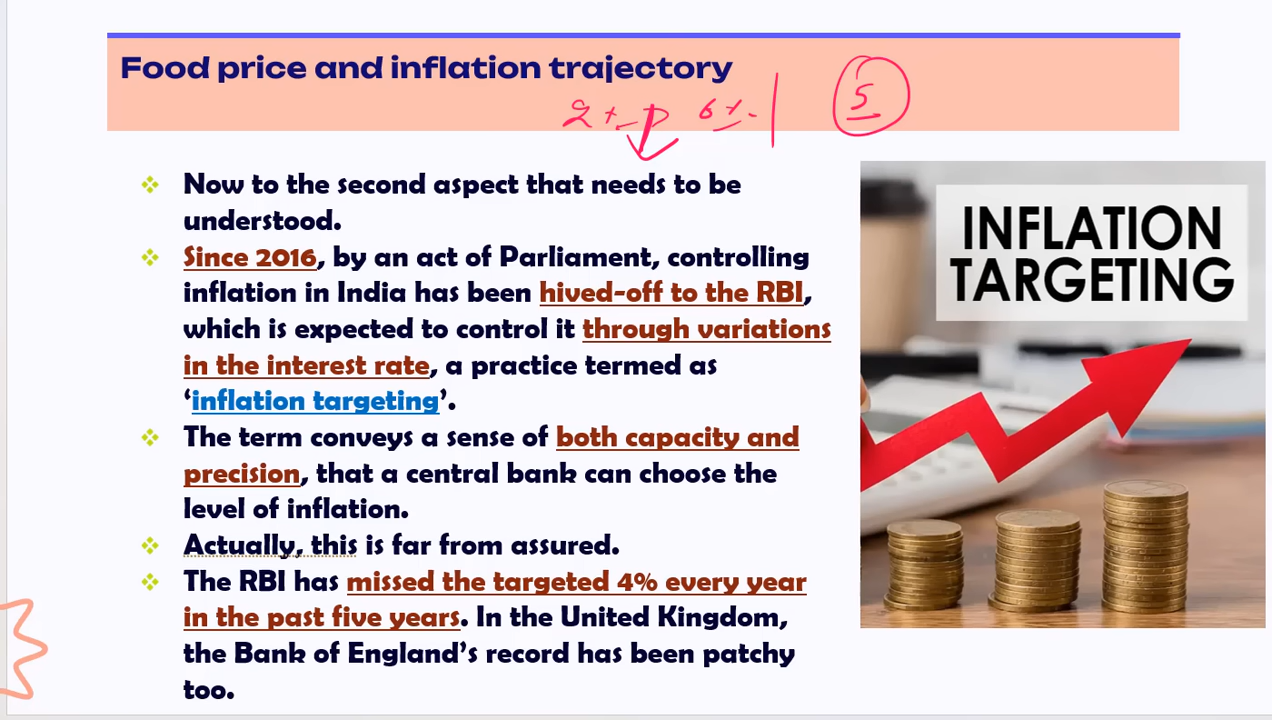 Food price and inflation trajectory
2% 6% 5
Now to the second aspect that needs to be
understood.
Since 2016, by an act of Parliament, controlling
inflation in India has been hived-off to the RBI,
which is expected to control it through variations
in the interest rate, a practice termed as
‘inflation targeting’.
The term conveys a sense of both capacity and
precision, that a central bank can choose the
level of inflation.
Actually, this is far from assured.
The RBI has missed the targeted 4% every year
in the past five years. In the United Kingdom,
the Bank of England’s record has been patchy
too.
INFLATION
TARGETING